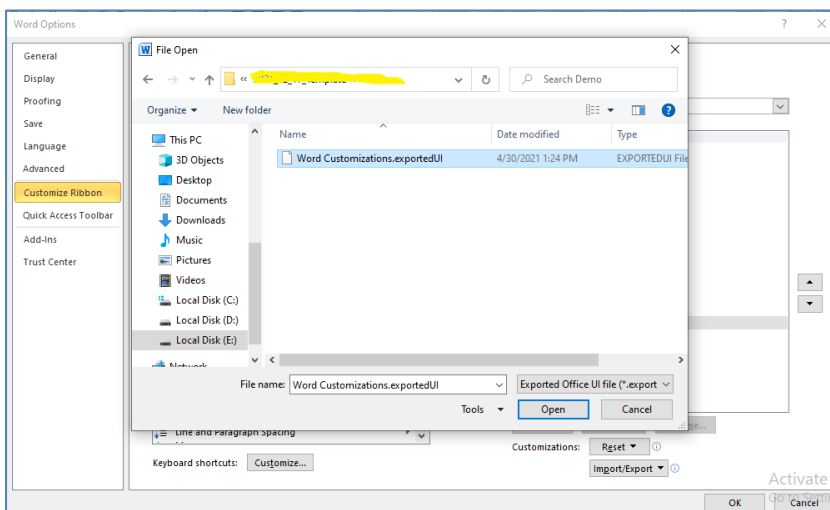 Word Options
General
Display
Proofing
Save
Language
Advanced
Customize Ribbon
Quick Access Toolbar
Add-Ins
Trust Center
File Open
Search Demo
Organize
New folder
Name
Date modified
Type
This PC
3D Objects
Desktop
Documents
Downloads
Music
Pictures
Videos
Local Disk (C:)
Local Disk (D:)
Local Disk (E:)
Network
Word Customizations.exportedUI
4/30/2021 1:24 PM
EXPORTEDUI File
File name:
Word Customizations.exportedUI
Exported Office UI file (*.export
Tools
Open
Cancel
Line and Paragraph Spacing
Keyboard shortcuts:
Customize...
Customizations:
Reset
Import/Export
Activate
OK
Cancel